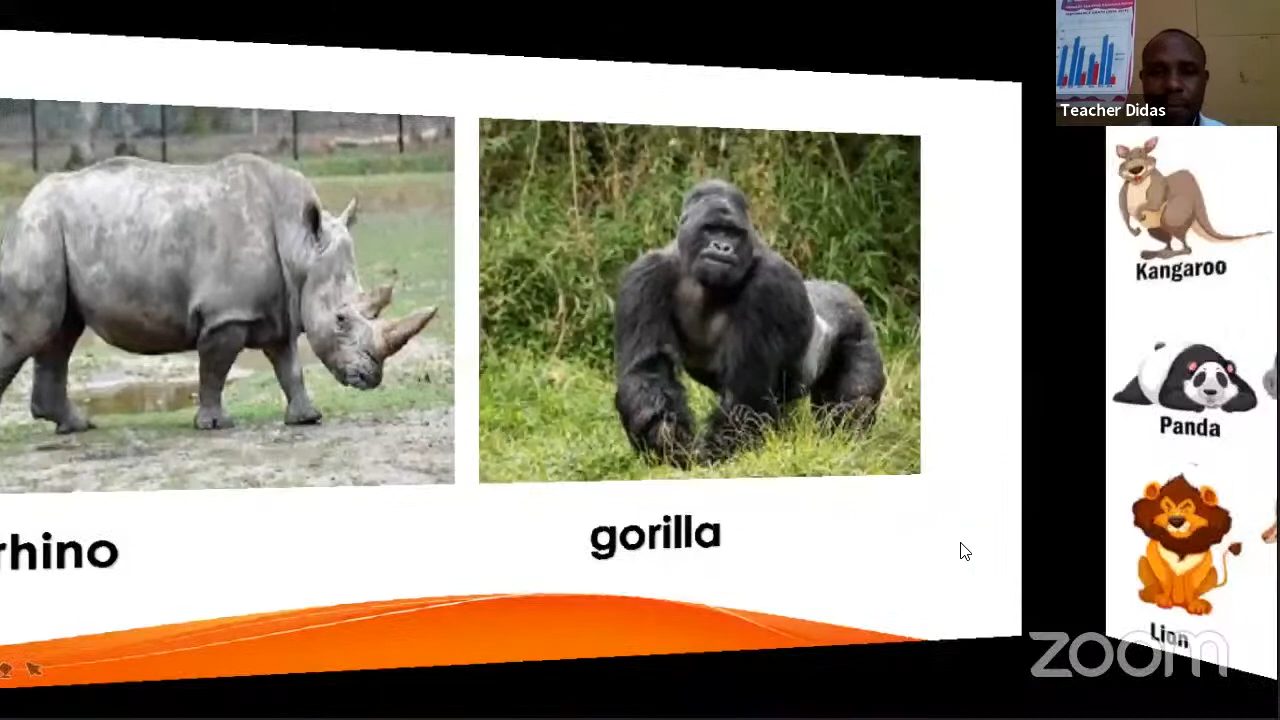 Teacher Didas
Kangaroo
Panda
Lion
rhino
gorilla
zoom